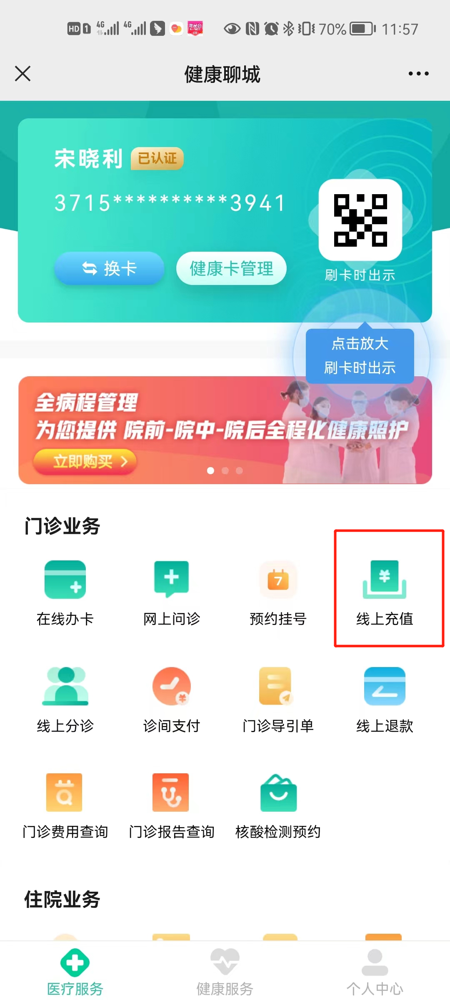 HD 1 4G 4G 唯品会 70% 11:57
健康聊城
宋晓利 已认证
3715**********3941
换卡 健康卡管理
刷卡时出示
点击放大
刷卡时出示
全病程管理
为您提供 院前-院中-院后全程化健康照护
立即购买
门诊业务
7
¥
在线办卡 网上问诊 预约挂号 线上充值
¥
线上分诊 诊间支付 门诊导引单 线上退款
门诊费用查询 门诊报告查询 核酸检测预约
住院业务
医疗服务 健康服务 个人中心